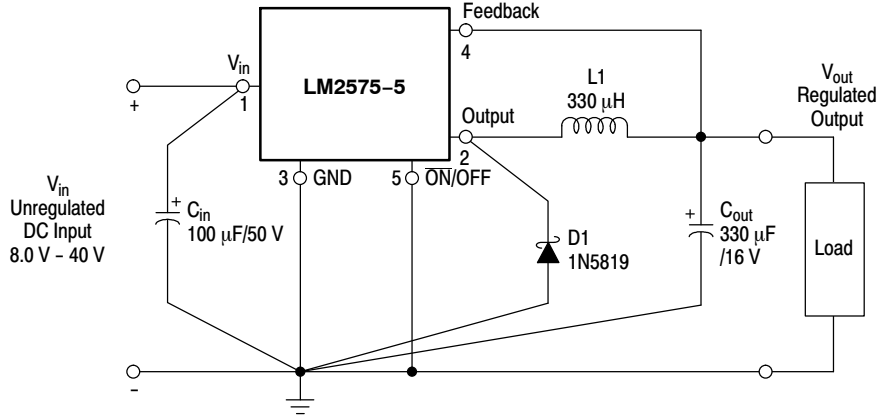 Feedback
4
V_in
+
1
LM2575-5
L1
330 μH
V_out
Regulated
Output
Output
2
3
GND
5
O̅N̅/OFF
V_in
Unregulated
DC Input
8.0 V - 40 V
+
C_in
100 μF/50 V
D1
1N5819
+
C_out
330 μF
/16 V
Load
-